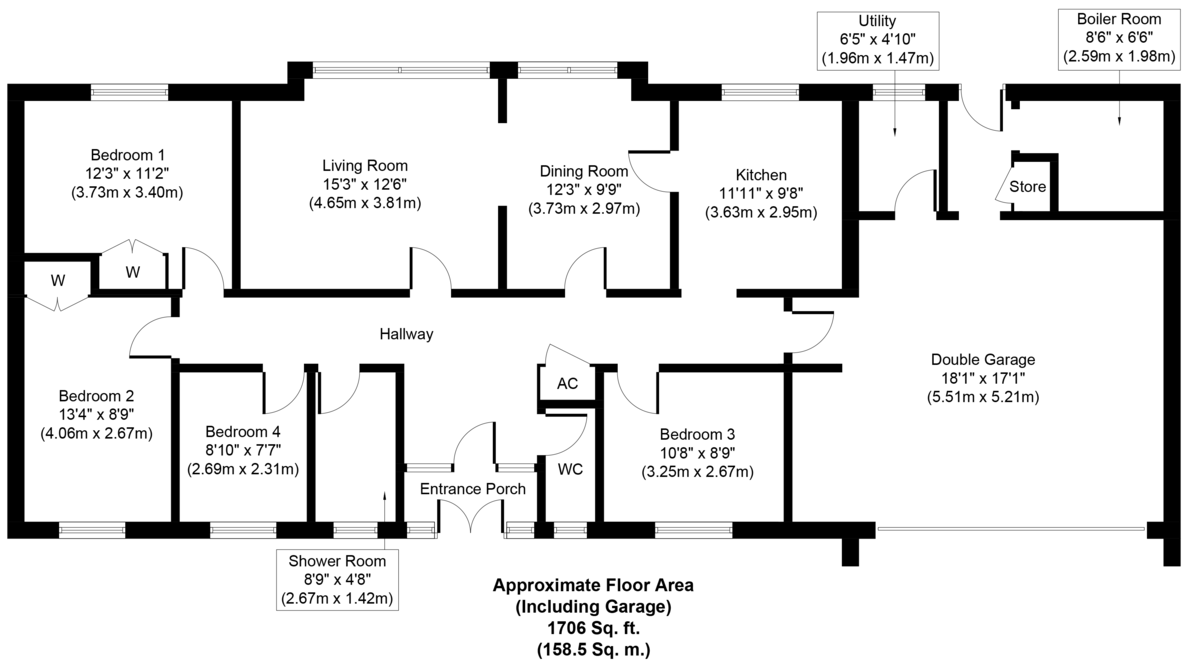 Utility
6'5" x 4'10"
(1.96m x 1.47m)
Boiler Room
8'6" x 6'6"
(2.59m x 1.98m)
Bedroom 1
12'3" x 11'2"
(3.73m x 3.40m)
Living Room
15'3" x 12'6"
(4.65m x 3.81m)
Dining Room
12'3" x 9'9"
(3.73m x 2.97m)
Kitchen
11'11" x 9'8"
(3.63m x 2.95m)
Store
W
W
Hallway
Double Garage
18'1" x 17'1"
(5.51m x 5.21m)
AC
Bedroom 2
13'4" x 8'9"
(4.06m x 2.67m)
Bedroom 4
8'10" x 7'7"
(2.69m x 2.31m)
Bedroom 3
10'8" x 8'9"
(3.25m x 2.67m)
WC
Entrance Porch
Shower Room
8'9" x 4'8"
(2.67m x 1.42m)
Approximate Floor Area
(Including Garage)
1706 Sq. ft.
(158.5 Sq. m.)